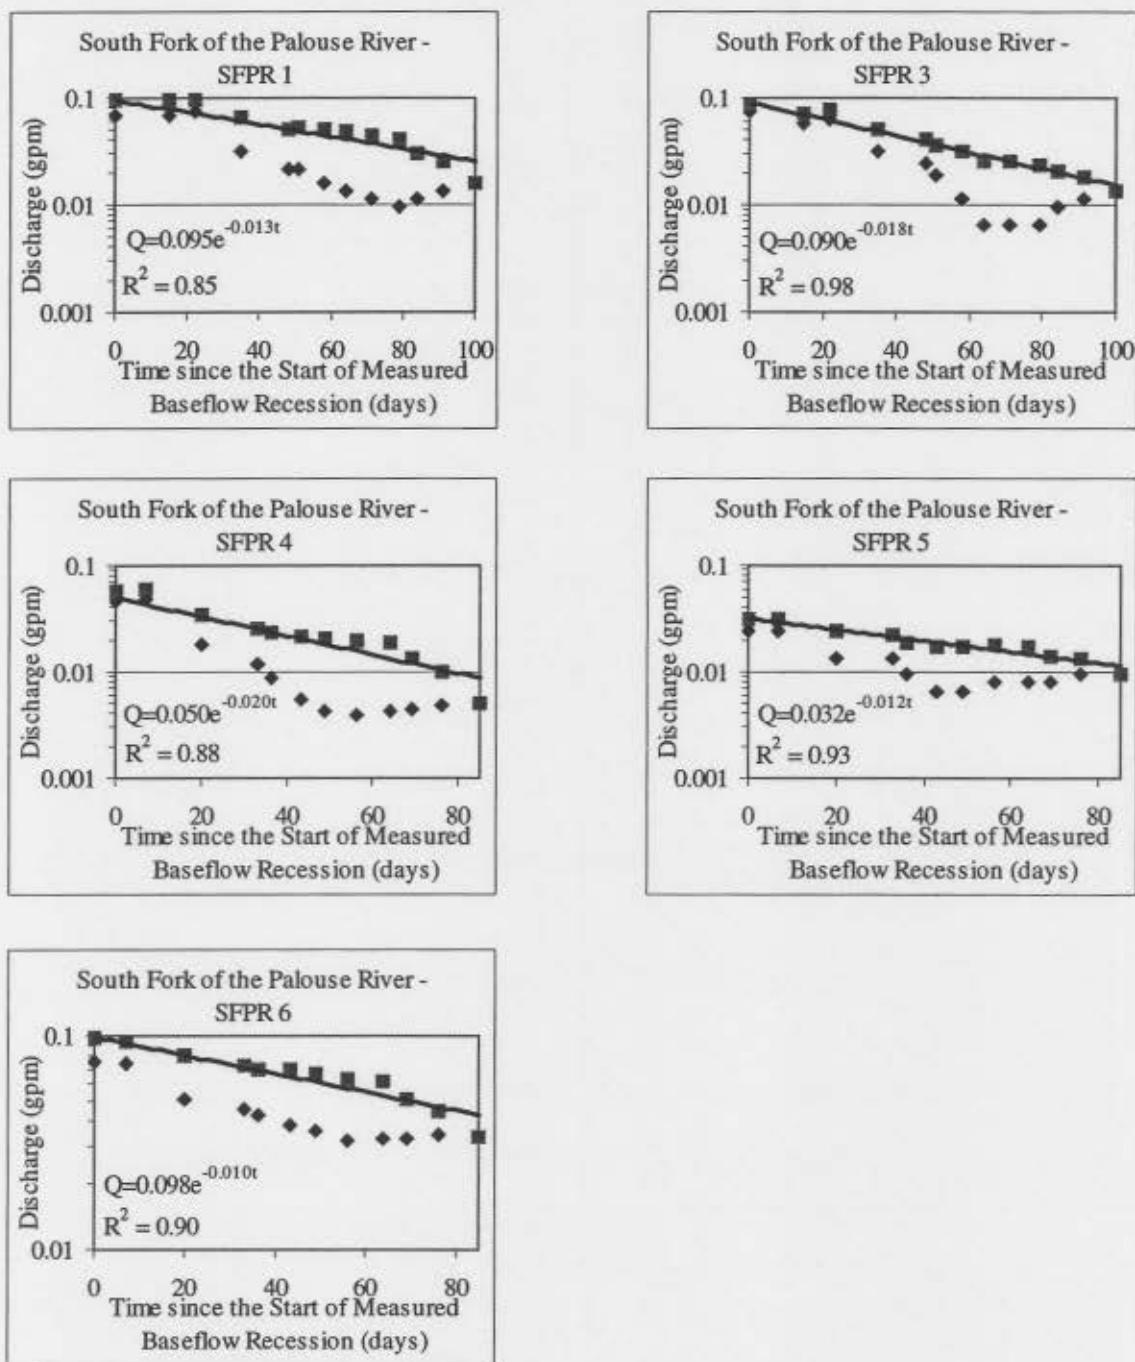 South Fork of the Palouse River -
SFPR 1
0.1
0.01
0.001
Discharge (gpm)
Q=0.095e^-0.013t
R^2 = 0.85
0 20 40 60 80 100
Time since the Start of Measured
Baseflow Recession (days)
South Fork of the Palouse River -
SFPR 3
0.1
0.01
0.001
Discharge (gpm)
Q=0.090e^-0.018t
R^2 = 0.98
0 20 40 60 80 100
Time since the Start of Measured
Baseflow Recession (days)
South Fork of the Palouse River -
SFPR 4
0.1
0.01
0.001
Discharge (gpm)
Q=0.050e^-0.020t
R^2 = 0.88
0 20 40 60 80
Time since the Start of Measured
Baseflow Recession (days)
South Fork of the Palouse River -
SFPR 5
0.1
0.01
0.001
Discharge (gpm)
Q=0.032e^-0.012t
R^2 = 0.93
0 20 40 60 80
Time since the Start of Measured
Baseflow Recession (days)
South Fork of the Palouse River -
SFPR 6
0.1
0.01
Discharge (gpm)
Q=0.098e^-0.010t
R^2 = 0.90
0 20 40 60 80
Time since the Start of Measured
Baseflow Recession (days)